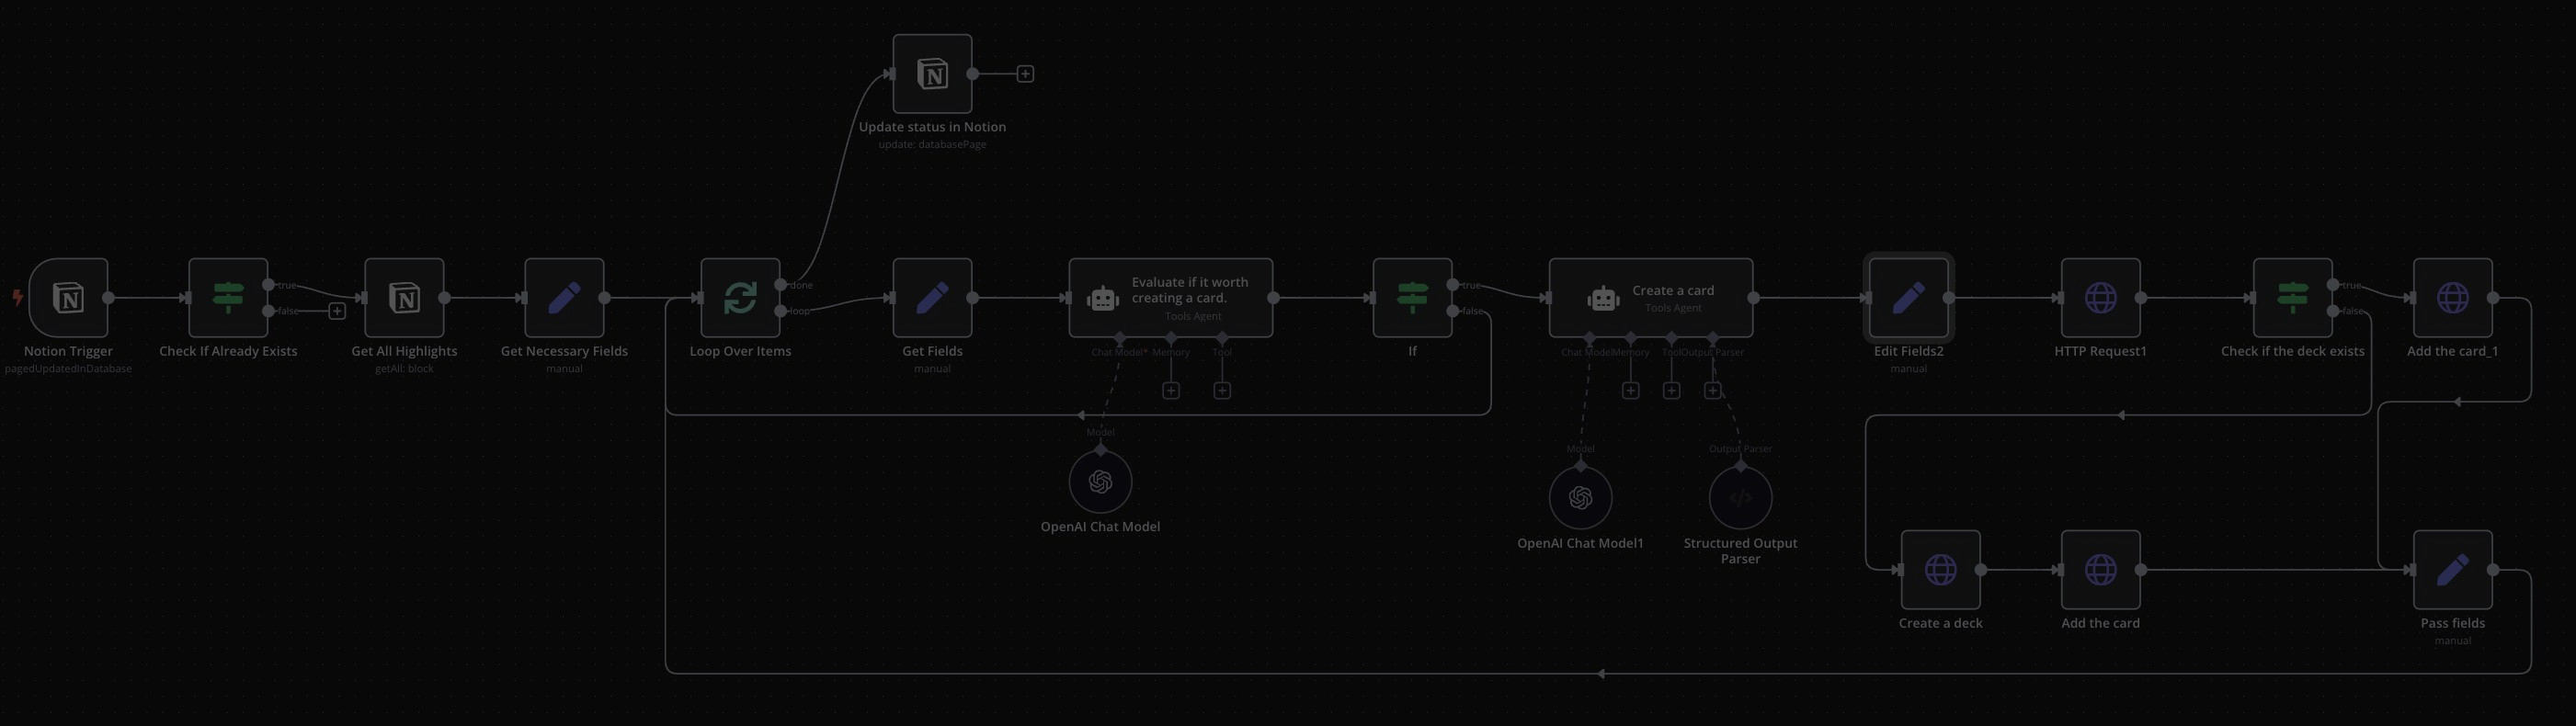 N
Update status in Notion
update: databasePage
N
Notion Trigger
pagedUpdatedInDatabase
true
false
Check If Already Exists
N
Get All Highlights
getAll: block
Get Necessary Fields
manual
done
loop
Loop Over Items
Get Fields
manual
Evaluate if it worth
creating a card.
Tools Agent
Chat Model*
Memory
Tool
true
false
If
Create a card
Tools Agent
Chat Model
Memory
Tool
Output Parser
Edit Fields2
manual
HTTP Request1
true
false
Check if the deck exists
Add the card_1
Model
OpenAI Chat Model
Model
OpenAI Chat Model1
Output Parser
</>
Structured Output
Parser
Create a deck
Add the card
Pass fields
manual